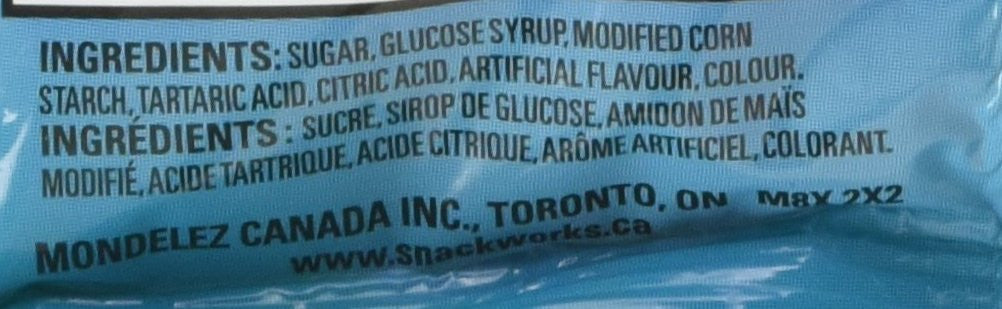 INGREDIENTS: SUGAR, GLUCOSE SYRUP, MODIFIED CORN
STARCH, TARTARIC ACID, CITRIC ACID, ARTIFICIAL FLAVOUR, COLOUR.
INGRÉDIENTS : SUCRE, SIROP DE GLUCOSE, AMIDON DE MAÏS
MODIFIÉ, ACIDE TARTRIQUE, ACIDE CITRIQUE, ARÔME ARTIFICIEL, COLORANT.
MONDELEZ CANADA INC., TORONTO, ON M8X 2X2
www.Snackworks.ca